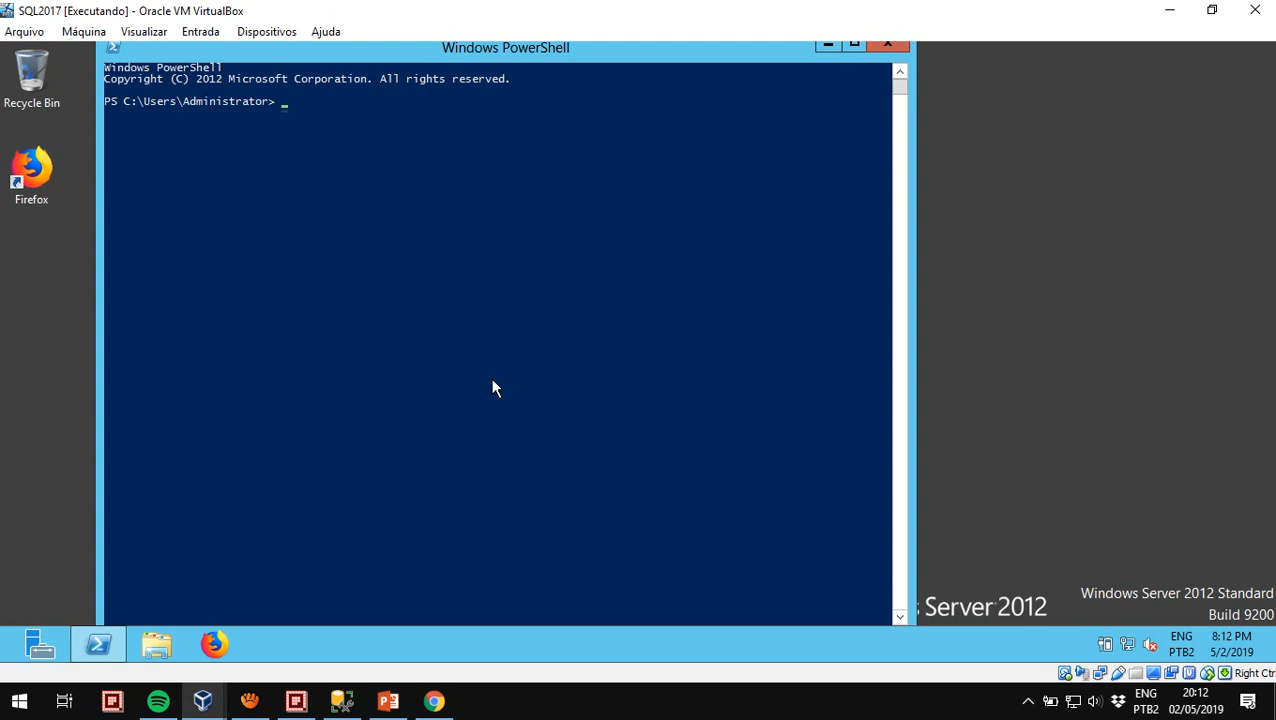 SQL2017 [Executando] - Oracle VM VirtualBox
Arquivo Máquina Visualizar Entrada Dispositivos Ajuda
Windows PowerShell
Windows PowerShell
Copyright (C) 2012 Microsoft Corporation. All rights reserved.
PS C:\Users\Administrator>
Recycle Bin
Firefox
Windows Server 2012 Standard
Server 2012
Build 9200
ENG 8:12 PM
PTB2 5/2/2019
Right Ctr
ENG 20:12
PTB2 02/05/2019